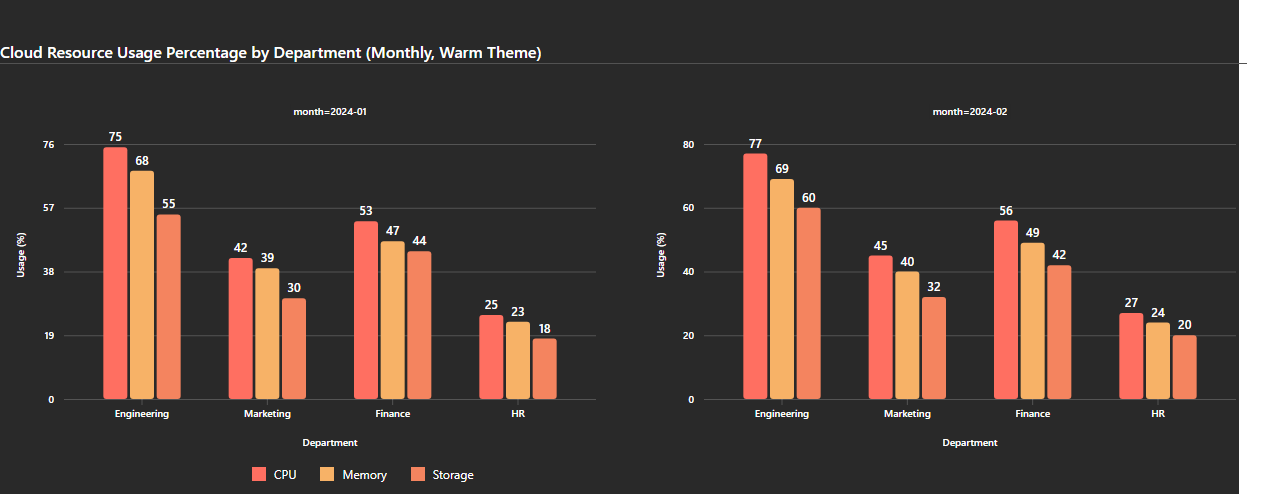 Cloud Resource Usage Percentage by Department (Monthly, Warm Theme)
month=2024-01
76
57
38
19
0
Usage (%)
75
68
55
42
39
30
53
47
44
25
23
18
Engineering
Marketing
Finance
HR
Department
month=2024-02
80
60
40
20
0
Usage (%)
77
69
60
45
40
32
56
49
42
27
24
20
Engineering
Marketing
Finance
HR
Department
CPU Memory Storage